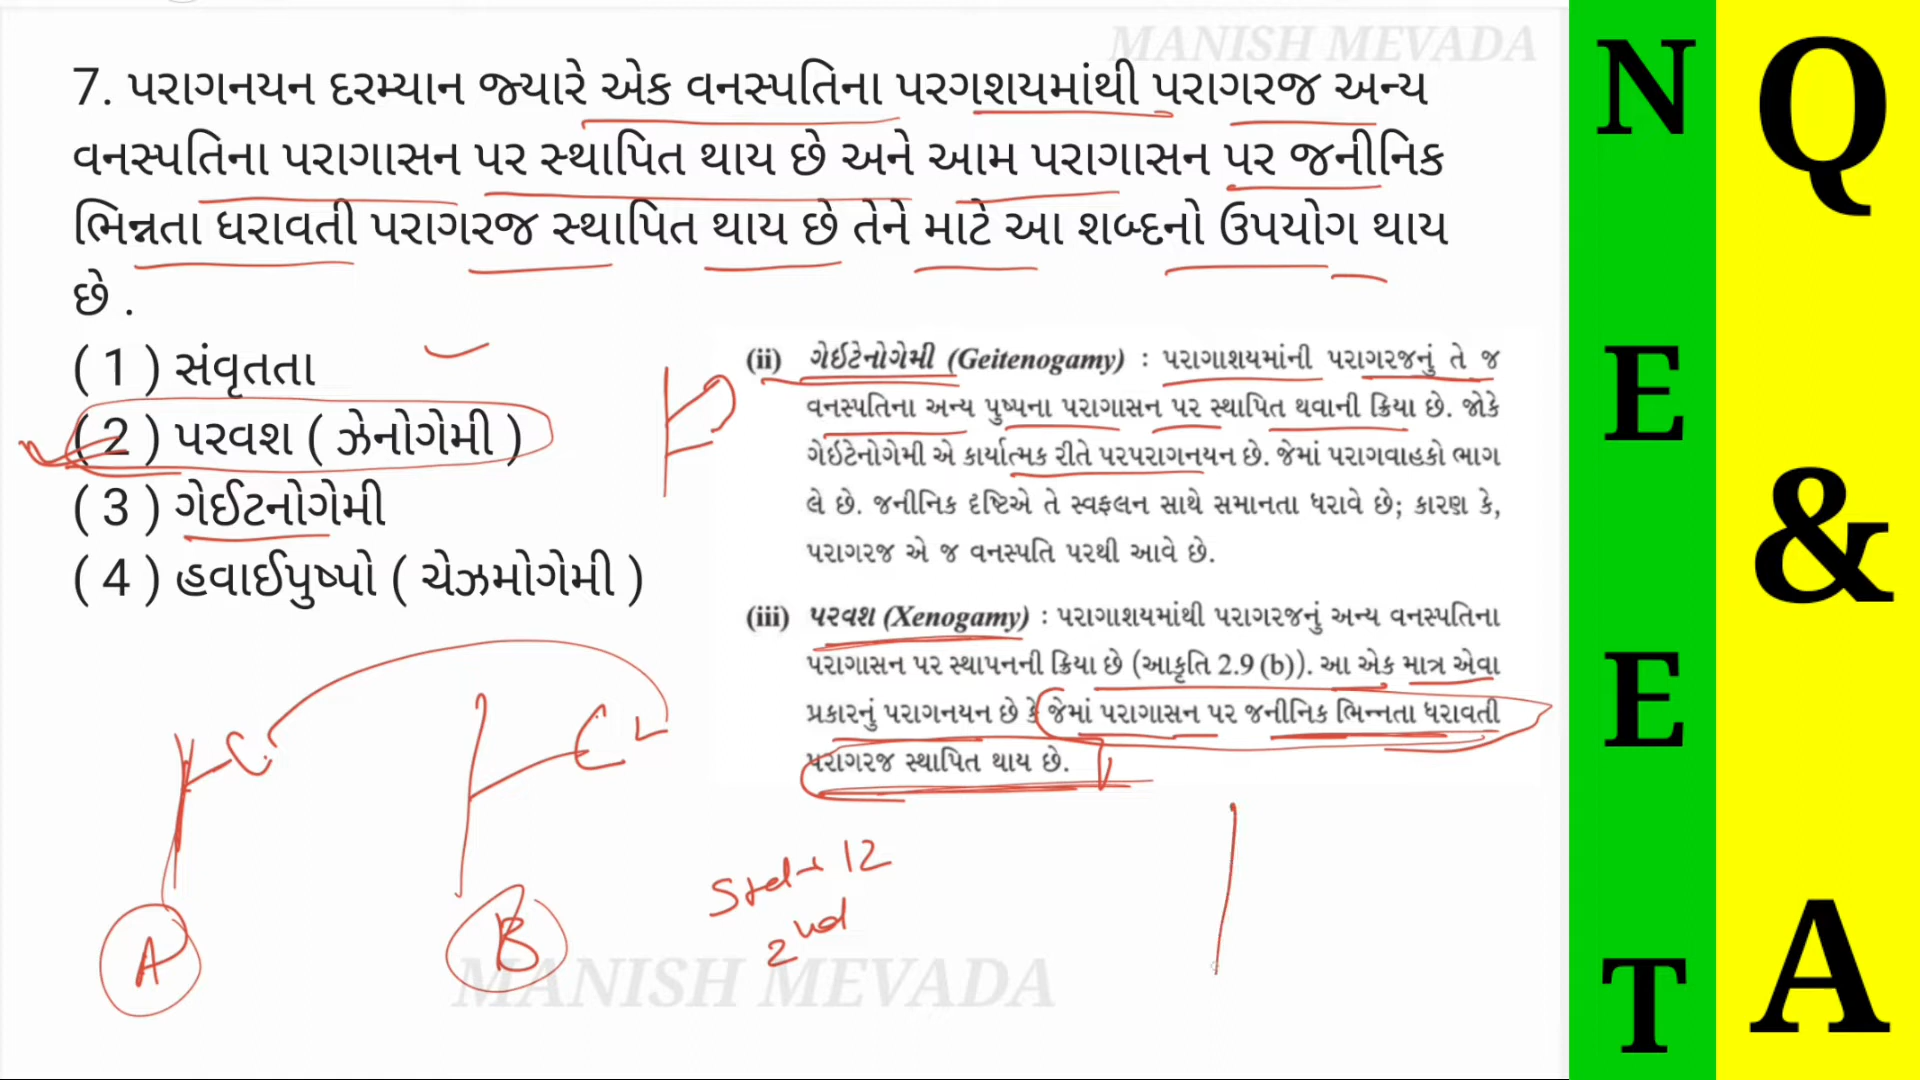 MANISH MEVADA
7. પરાગનયન દરમ્યાન જ્યારે એક વનસ્પતિના પરગશયમાંથી પરાગરજ અન્ય
વનસ્પતિના પરાગાસન પર સ્થાપિત થાય છે અને આમ પરાગાસન પર જનીનિક
ભિન્નતા ધરાવતી પરાગરજ સ્થાપિત થાય છે તેને માટે આ શબ્દનો ઉપયોગ થાય
છે .
( 1 ) સંવૃતતા
( 2 ) પરવશ ( ઝેનોગેમી )
( 3 ) ગેઈટનોગેમી
( 4 ) હવાઈપુષ્પો ( ચેઝમોગેમી )
(ii) ગેઇટેનોગેમી (Geitenogamy) : પરાગાશયમાંની પરાગરજનું તે જ
વનસ્પતિના અન્ય પુષ્પના પરાગાસન પર સ્થાપિત થવાની ક્રિયા છે. જોકે
ગેઇટેનોગેમી એ કાર્યાત્મક રીતે પરપરાગનયન છે. જેમાં પરાગવાહકો ભાગ
લે છે. જનીનિક દૃષ્ટિએ તે સ્વફલન સાથે સમાનતા ધરાવે છે; કારણ કે,
પરાગરજ એ જ વનસ્પતિ પરથી આવે છે.
(iii) પરવશ (Xenogamy) : પરાગાશયમાંથી પરાગરજનું અન્ય વનસ્પતિના
પરાગાસન પર સ્થાપનની ક્રિયા છે (આકૃતિ 2.9 (b)). આ એક માત્ર એવા
પ્રકારનું પરાગનયન છે કે જેમાં પરાગાસન પર જનીનિક ભિન્નતા ધરાવતી
પરાગરજ સ્થાપિત થાય છે.
A
B
12
2nd
MANISH MEVADA
N
E
E
T
Q
&
A